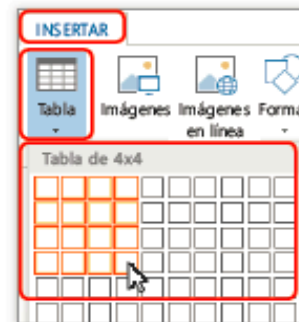 INSERTAR
Tabla
Imágenes
Imágenes
en línea
Tabla de 4x4